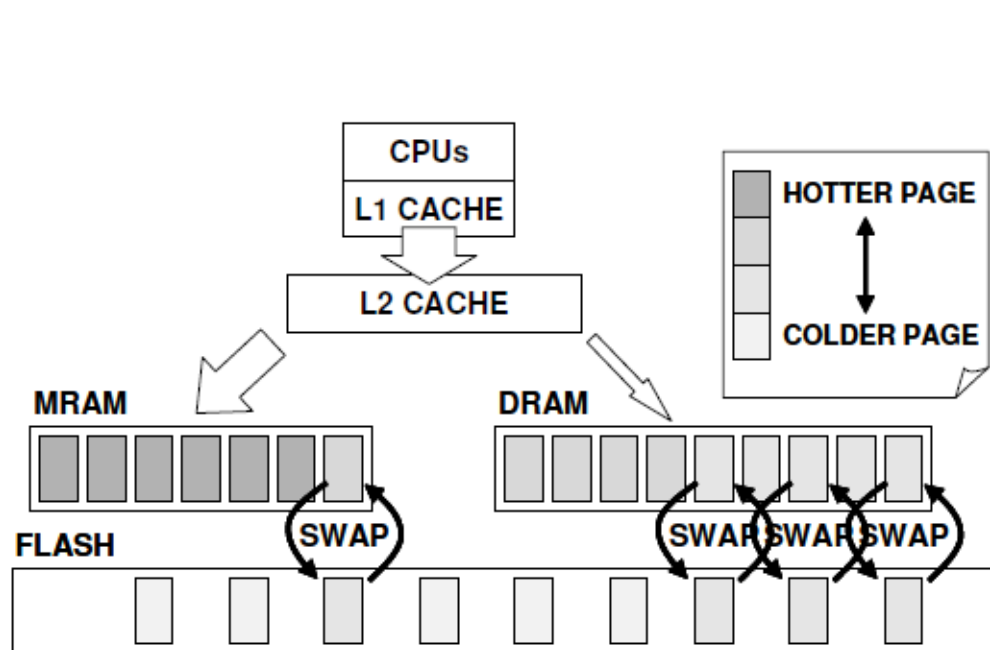 CPUs
L1 CACHE
L2 CACHE
HOTTER PAGE
COLDER PAGE
MRAM
DRAM
SWAP
SWAP SWAP SWAP
FLASH